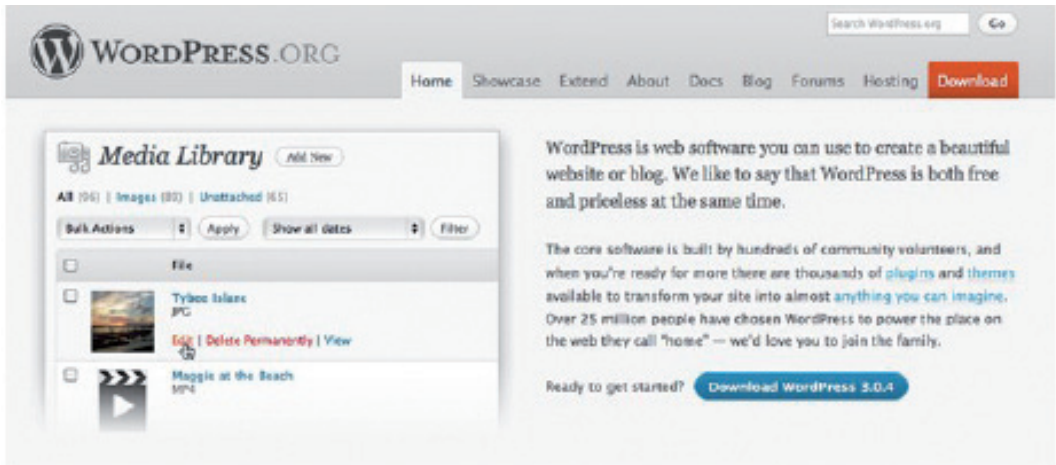 Search WordPress.org Go
WORDPRESS.ORG
Home Showcase Extend About Docs Blog Forums Hosting Download
Media Library Add New
All (96) | Images (80) | Unattached (65)
Bulk Actions Apply Show all dates Filter
File
Tybee Island
JPG
Edit | Delete Permanently | View
Maggie at the Beach
MP4
WordPress is web software you can use to create a beautiful
website or blog. We like to say that WordPress is both free
and priceless at the same time.
The core software is built by hundreds of community volunteers, and
when you're ready for more there are thousands of plugins and themes
available to transform your site into almost anything you can imagine.
Over 25 million people have chosen WordPress to power the place on
the web they call "home" — we'd love you to join the family.
Ready to get started? Download WordPress 3.0.4